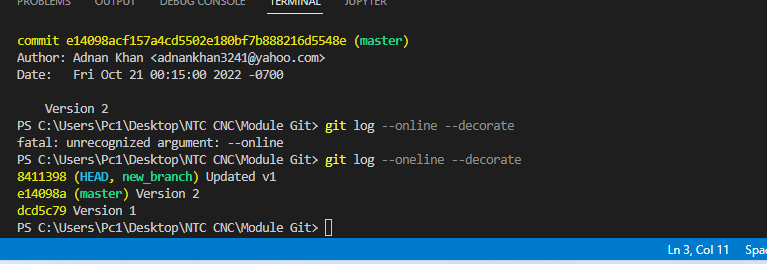 PROBLEMS OUTPUT DEBUG CONSOLE TERMINAL JUPYTER
commit e14098acf157a4cd5502e180bf7b888216d5548e (master)
Author: Adnan Khan <adnankhan3241@yahoo.com>
Date:   Fri Oct 21 00:15:00 2022 -0700
    Version 2
PS C:\Users\Pc1\Desktop\NTC CNC\Module Git> git log --online --decorate
fatal: unrecognized argument: --online
PS C:\Users\Pc1\Desktop\NTC CNC\Module Git> git log --oneline --decorate
8411398 (HEAD, new_branch) Updated v1
e14098a (master) Version 2
dcd5c79 Version 1
PS C:\Users\Pc1\Desktop\NTC CNC\Module Git>
Ln 3, Col 11 Spac